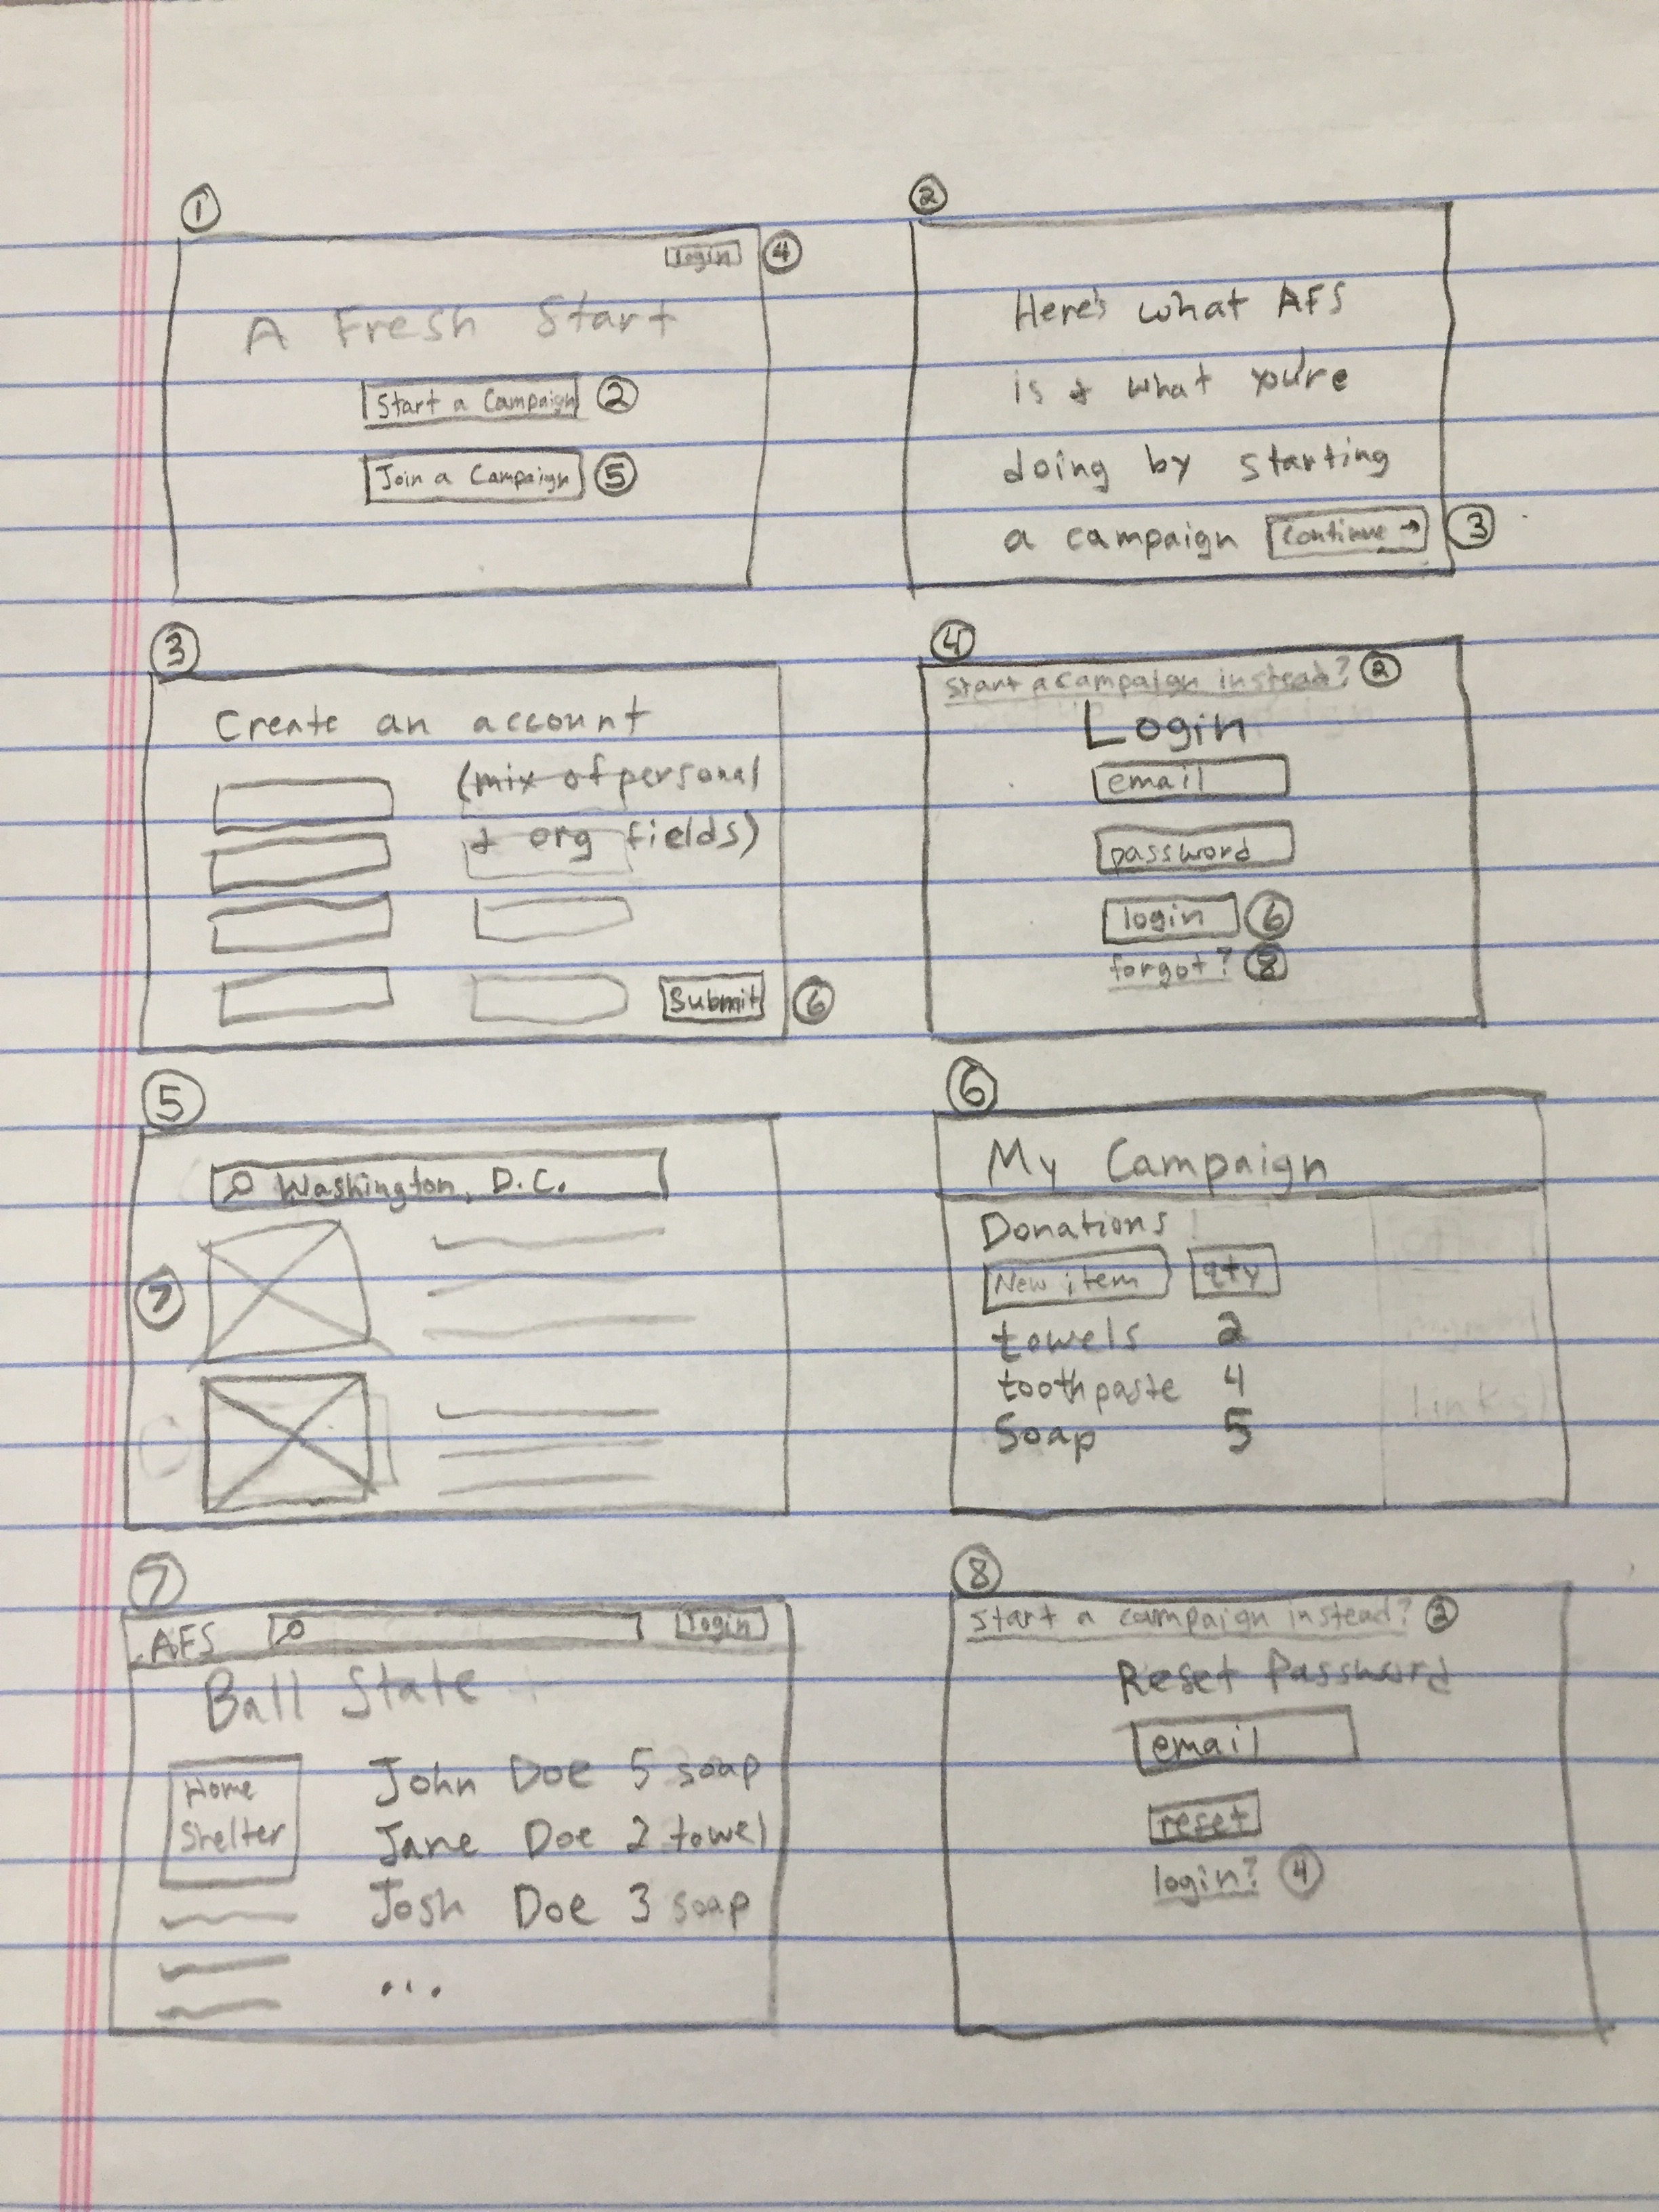 1
login 4
A Fresh Start
Start a Campaign 2
Join a Campaign 5
2
Here's what AFS
is + what you're
doing by starting
a campaign Continue → 3
3
Create an account
(mix of personal
+ org fields)
Submit 6
4
Start a campaign instead? 2
Login
email
password
login 6
forgot? 8
5
Washington, D.C.
7
6
My Campaign
Donations
New item qty
towels 2
toothpaste 4
Soap 5
links)
7
AFS login
Ball State
Home
Shelter
John Doe 5 soap
Jane Doe 2 towel
Josh Doe 3 soap
...
8
Start a campaign instead? 2
Reset Password
email
reset
login? 4